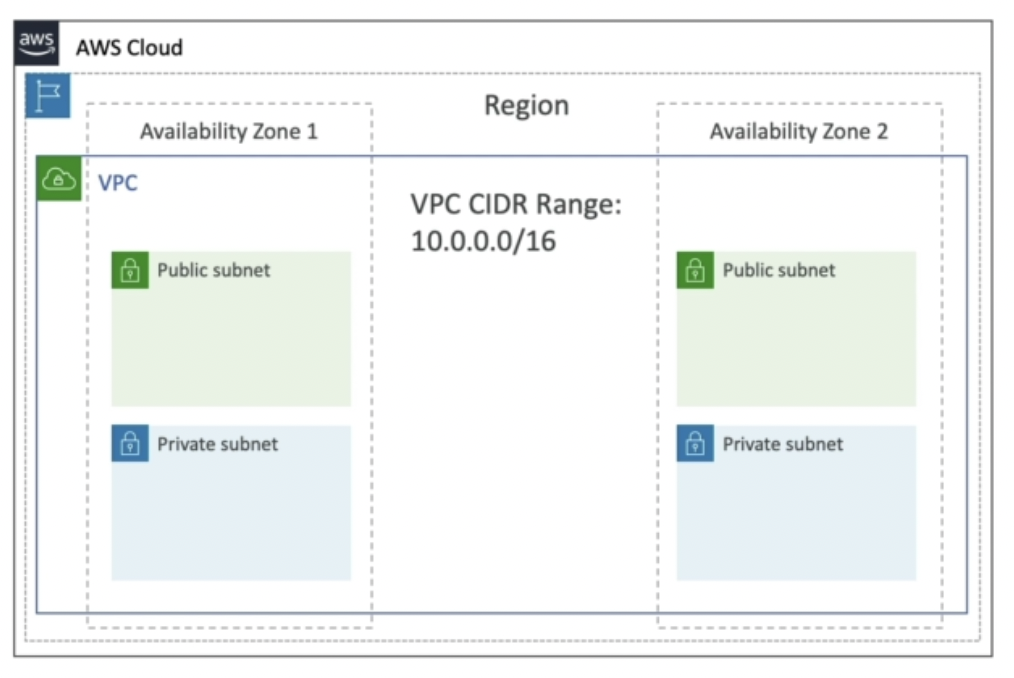 aws
AWS Cloud
Region
Availability Zone 1
Availability Zone 2
VPC
VPC CIDR Range:
10.0.0.0/16
Public subnet
Public subnet
Private subnet
Private subnet